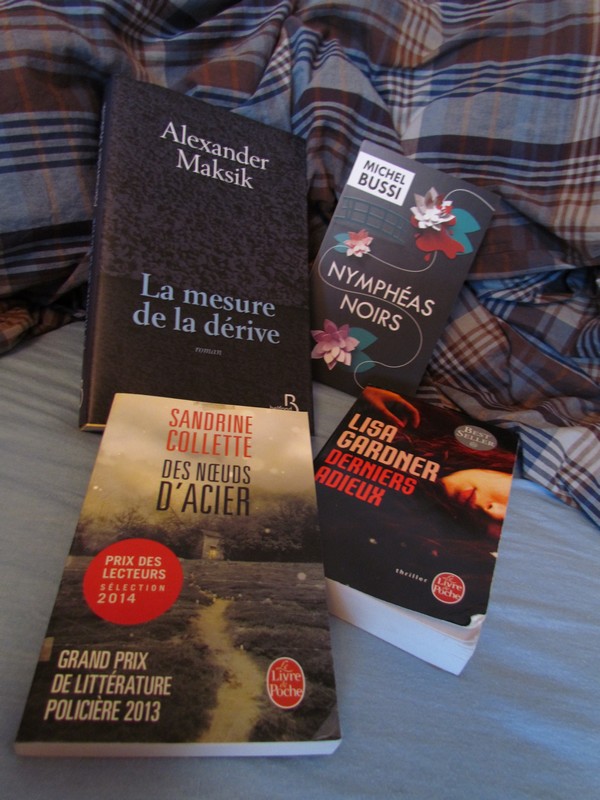 Alexander
Maksik
La mesure
de la dérive
roman
B
MICHEL
BUSSI
NYMPHÉAS
NOIRS
SANDRINE
COLLETTE
DES NŒUDS
D'ACIER
PRIX DES
LECTEURS
SÉLECTION
2014
GRAND PRIX
DE LITTÉRATURE
POLICIÈRE 2013
Le
Livre
de
Poche
LISA
GARDNER
DERNIERS
ADIEUX
BEST
SELLER
thriller
Le
Livre
de
Poche